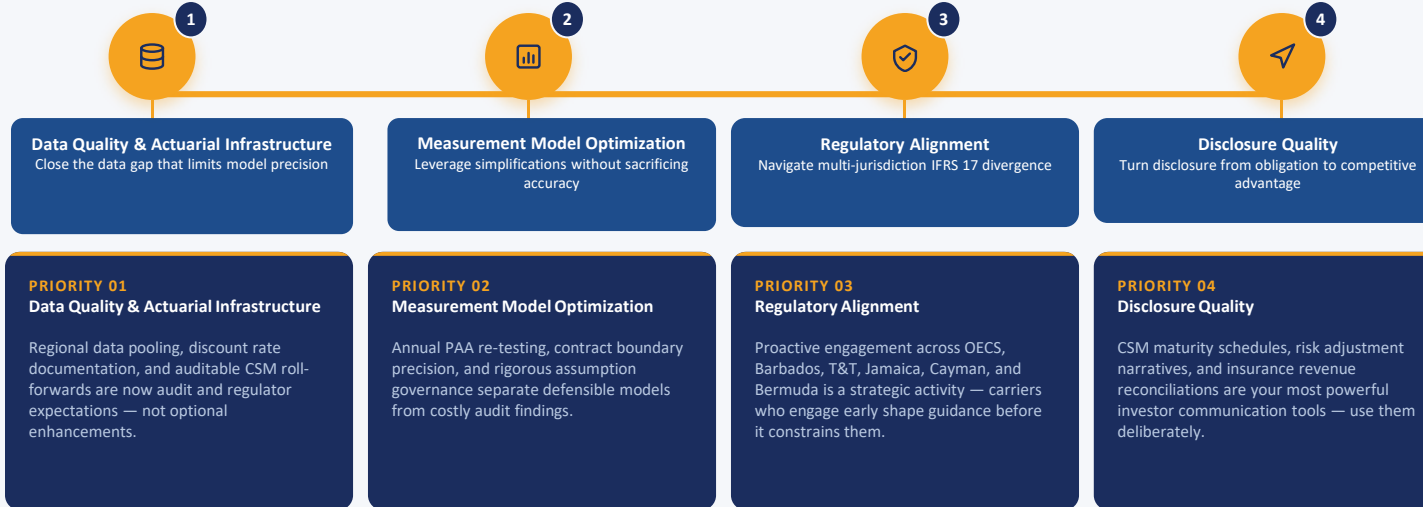 1
2
3
4
Data Quality & Actuarial Infrastructure
Close the data gap that limits model precision
Measurement Model Optimization
Leverage simplifications without sacrificing
accuracy
Regulatory Alignment
Navigate multi-jurisdiction IFRS 17 divergence
Disclosure Quality
Turn disclosure from obligation to competitive
advantage
PRIORITY 01
Data Quality & Actuarial Infrastructure
Regional data pooling, discount rate
documentation, and auditable CSM roll-
forwards are now audit and regulator
expectations — not optional
enhancements.
PRIORITY 02
Measurement Model Optimization
Annual PAA re-testing, contract boundary
precision, and rigorous assumption
governance separate defensible models
from costly audit findings.
PRIORITY 03
Regulatory Alignment
Proactive engagement across OECS,
Barbados, T&T, Jamaica, Cayman, and
Bermuda is a strategic activity — carriers
who engage early shape guidance before
it constrains them.
PRIORITY 04
Disclosure Quality
CSM maturity schedules, risk adjustment
narratives, and insurance revenue
reconciliations are your most powerful
investor communication tools — use them
deliberately.